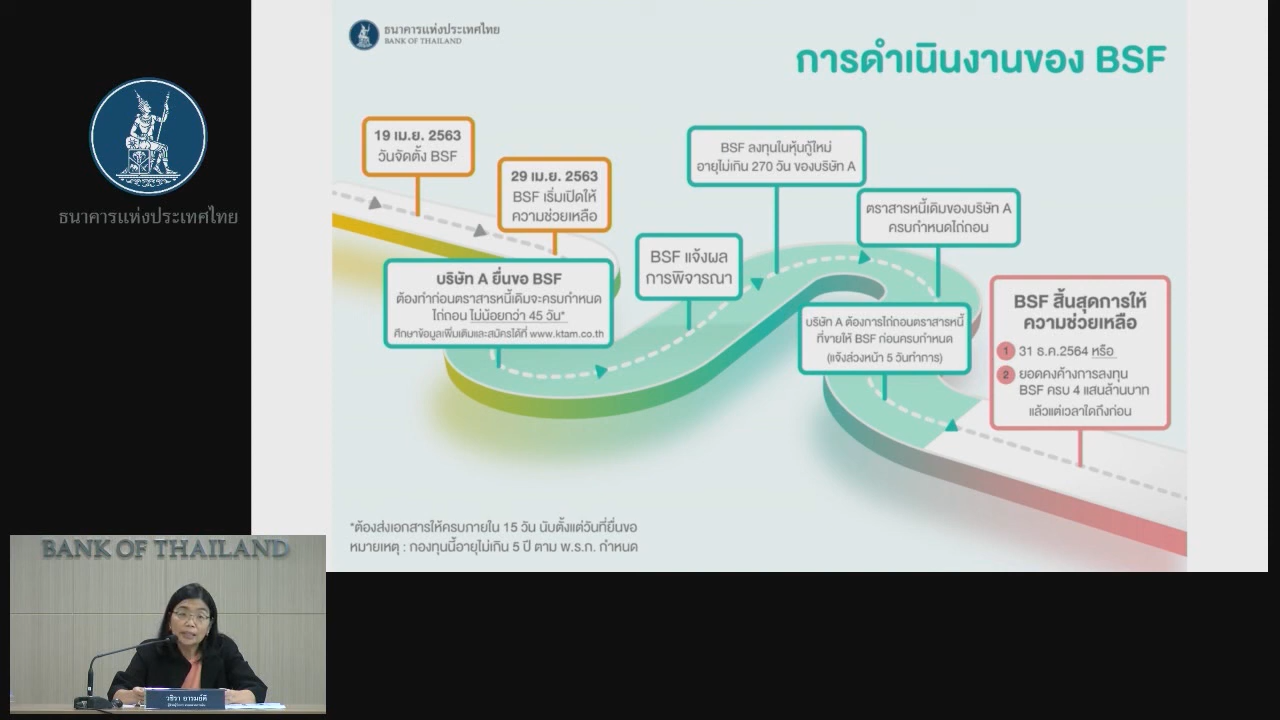 ธนาคารแห่งประเทศไทย
ธนาคารแห่งประเทศไทย
BANK OF THAILAND
การดำเนินงานของ BSF
19 เม.ย. 2563
วันจัดตั้ง BSF
29 เม.ย. 2563
BSF เริ่มเปิดให้
ความช่วยเหลือ
บริษัท A ยื่นขอ BSF
ต้องทำก่อนตราสารหนี้เดิมจะครบกำหนด
ไถ่ถอน ไม่น้อยกว่า 45 วัน*
ศึกษาข้อมูลเพิ่มเติมและสมัครได้ที่ www.ktam.co.th
BSF แจ้งผล
การพิจารณา
BSF ลงทุนในหุ้นกู้ใหม่
อายุไม่เกิน 270 วัน ของบริษัท A
ตราสารหนี้เดิมของบริษัท A
ครบกำหนดไถ่ถอน
บริษัท A ต้องการไถ่ถอนตราสารหนี้
ที่ขายให้ BSF ก่อนครบกำหนด
(แจ้งล่วงหน้า 5 วันทำการ)
BSF สิ้นสุดการให้
ความช่วยเหลือ
1 31 ธ.ค.2564 หรือ
2 ยอดคงค้างการลงทุน
BSF ครบ 4 แสนล้านบาท
แล้วแต่เวลาใดถึงก่อน
*ต้องส่งเอกสารให้ครบภายใน 15 วัน นับตั้งแต่วันที่ยื่นขอ
หมายเหตุ : กองทุนนี้อายุไม่เกิน 5 ปี ตาม พ.ร.ก. กำหนด
BANK OF THAILAND
วชิรา อารมย์ดี